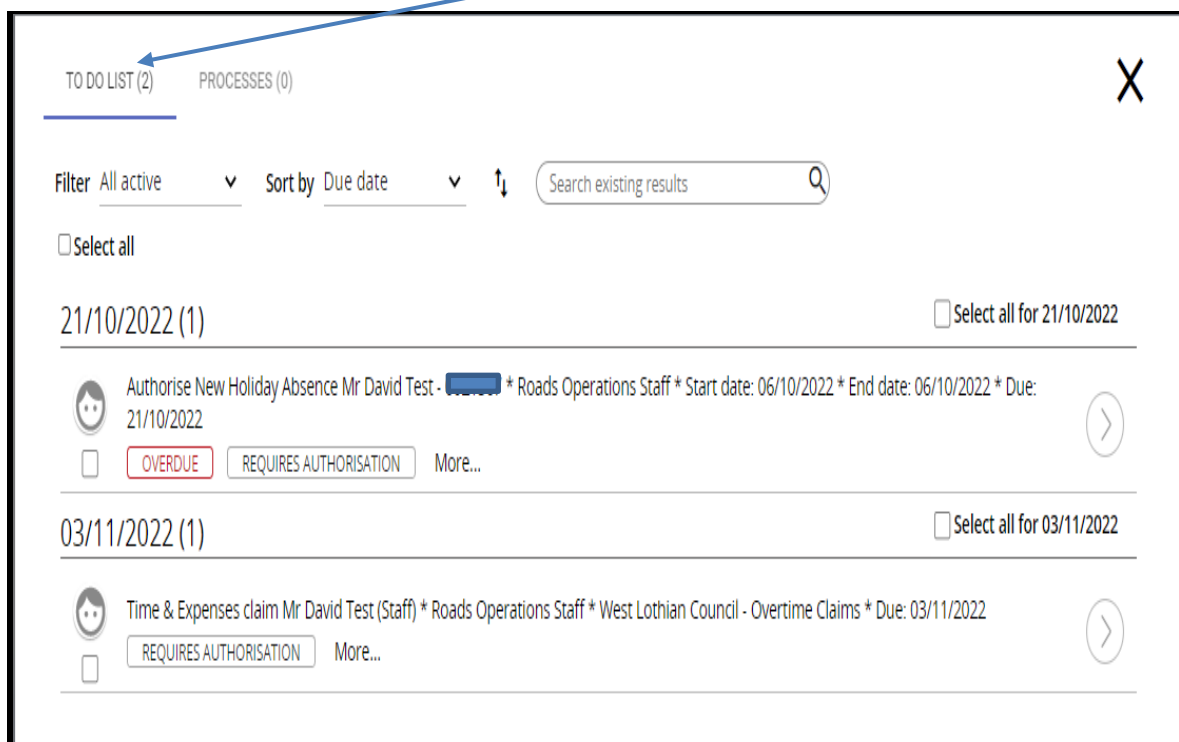 TO DO LIST (2) PROCESSES (0) X
Filter All active Sort by Due date Search existing results
Select all
21/10/2022 (1) Select all for 21/10/2022
Authorise New Holiday Absence Mr David Test - * Roads Operations Staff * Start date: 06/10/2022 * End date: 06/10/2022 * Due:
21/10/2022
OVERDUE REQUIRES AUTHORISATION More...
03/11/2022 (1) Select all for 03/11/2022
Time & Expenses claim Mr David Test (Staff) * Roads Operations Staff * West Lothian Council - Overtime Claims * Due: 03/11/2022
REQUIRES AUTHORISATION More...